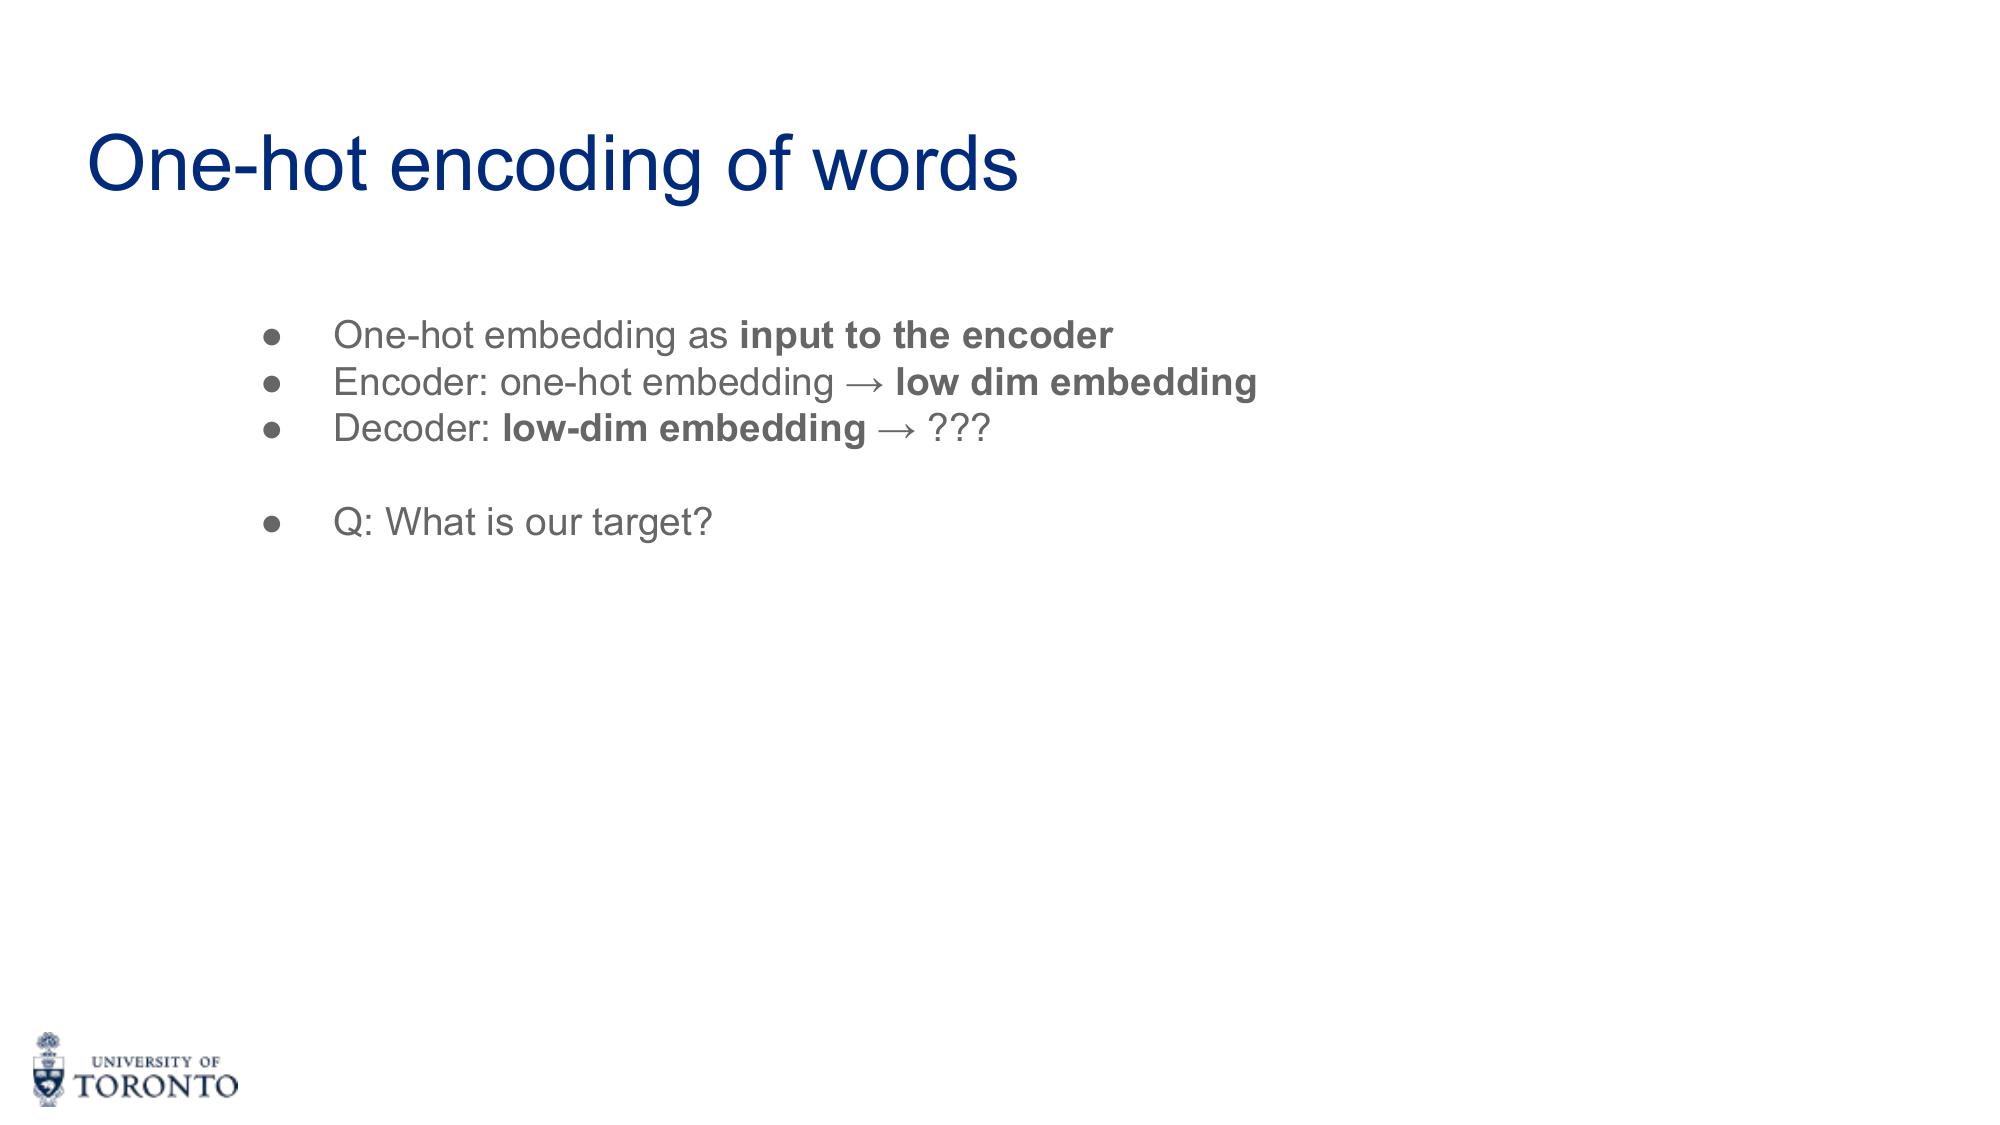 One-hot encoding of words
● One-hot embedding as input to the encoder
● Encoder: one-hot embedding → low dim embedding
● Decoder: low-dim embedding → ???
● Q: What is our target?
UNIVERSITY OF
TORONTO